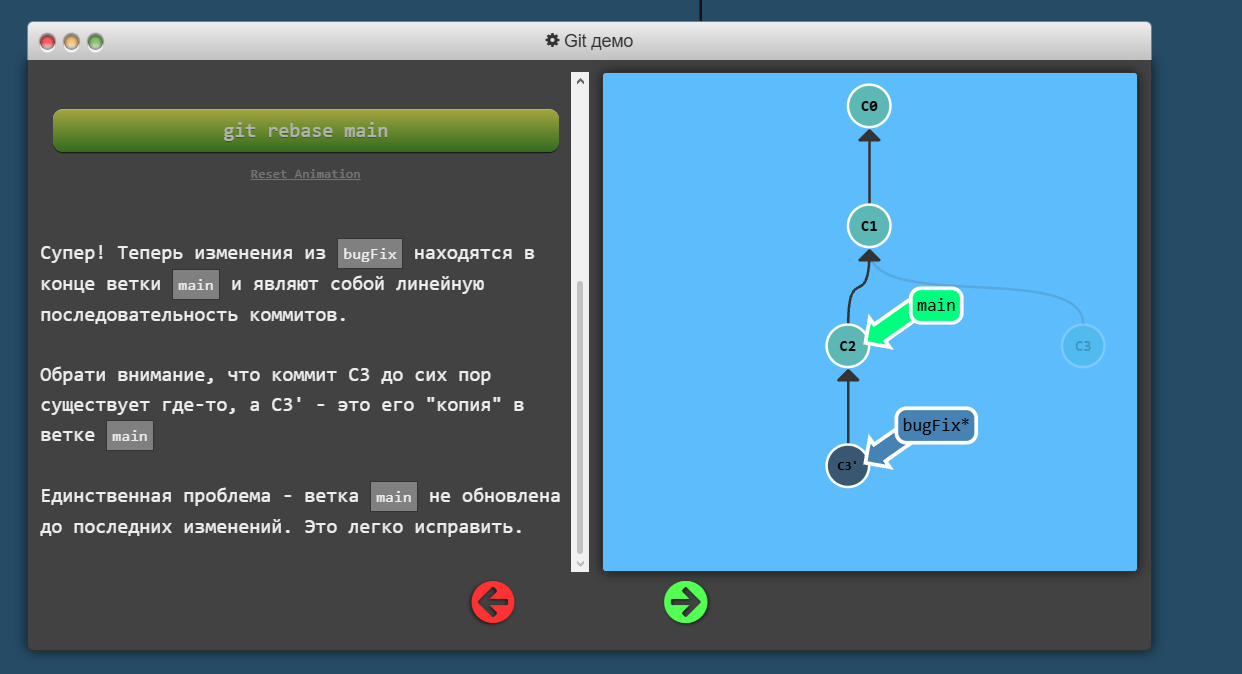 Git демо
git rebase main
Reset Animation
Супер! Теперь изменения из bugFix находятся в
конце ветки main и являют собой линейную
последовательность коммитов.
Обрати внимание, что коммит C3 до сих пор
существует где-то, а C3' - это его "копия" в
ветке main
Единственная проблема - ветка main не обновлена
до последних изменений. Это легко исправить.
C0
C1
main
C2
C3
bugFix*
C3'